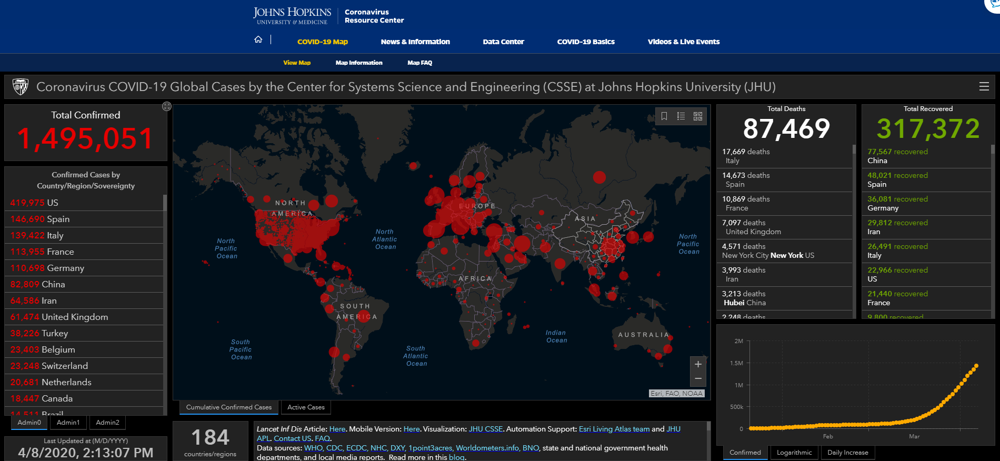 JOHNS HOPKINS
UNIVERSITY & MEDICINE
Coronavirus
Resource Center
COVID-19 Map
News & Information
Data Center
COVID-19 Basics
Videos & Live Events
View Map
Map Information
Map FAQ
Coronavirus COVID-19 Global Cases by the Center for Systems Science and Engineering (CSSE) at Johns Hopkins University (JHU)
Total Confirmed
1,495,051
Confirmed Cases by
Country/Region/Sovereignty
419,975 US
146,690 Spain
139,422 Italy
113,955 France
110,698 Germany
82,809 China
64,586 Iran
61,474 United Kingdom
38,226 Turkey
23,403 Belgium
23,248 Switzerland
20,681 Netherlands
18,447 Canada
14,511 Brazil
Admin0
Admin1
Admin2
Last Updated at (M/D/YYYY)
4/8/2020, 2:13:07 PM
NORTH
AMERICA
EUROPE
ASIA
North
Pacific
Ocean
North
Atlantic
Ocean
North
Pacific
Ocean
AFRICA
SOUTH
AMERICA
AUSTRALIA
Indian
Ocean
South
Pacific
Ocean
South
Atlantic
Ocean
+
−
Esri, FAO, NOAA
Cumulative Confirmed Cases
Active Cases
184
countries/regions
Lancet Inf Dis Article: Here. Mobile Version: Here. Visualization: JHU CSSE. Automation Support: Esri Living Atlas team and JHU
APL. Contact US. FAQ.
Data sources: WHO, CDC, ECDC, NHC, DXY, 1point3acres, Worldometers.info, BNO, state and national government health
departments, and local media reports. Read more in this blog.
Total Deaths
87,469
17,669 deaths
Italy
14,673 deaths
Spain
10,869 deaths
France
7,097 deaths
United Kingdom
4,571 deaths
New York City New York US
3,993 deaths
Iran
3,213 deaths
Hubei China
2,248 deaths
Total Recovered
317,372
77,567 recovered
China
48,021 recovered
Spain
36,081 recovered
Germany
29,812 recovered
Iran
26,491 recovered
Italy
22,966 recovered
US
21,440 recovered
France
9,800 recovered
2M
1.5M
1M
500k
0
Feb
Mar
Confirmed
Logarithmic
Daily Increase